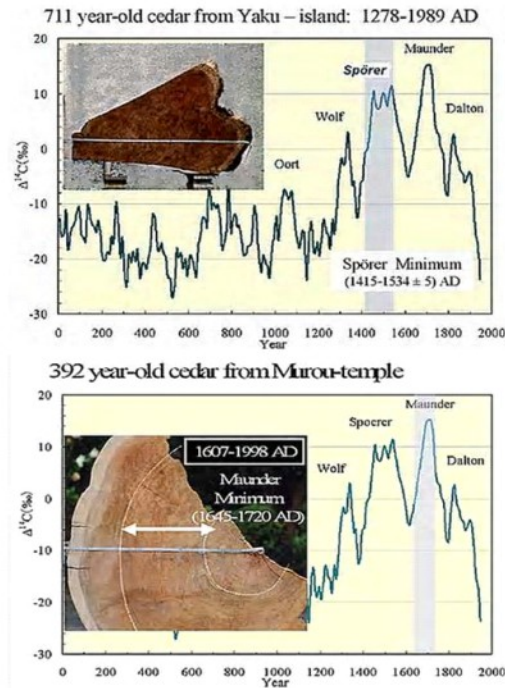 711 year-old cedar from Yaku – island: 1278-1989 AD
20
10
0
-10
-20
-30
Δ¹⁴C(‰)
Maunder
Spörer
Wolf
Dalton
Oort
Spörer Minimum
(1415-1534 ± 5) AD
0 200 400 600 800 1000 1200 1400 1600 1800 2000
Year
392 year-old cedar from Murou-temple
20
10
0
-10
-20
-30
Δ¹⁴C(‰)
Maunder
Spoerer
Wolf
Dalton
1607-1998 AD
Maunder
Minimum
(1645-1720 AD)
0 200 400 600 800 1000 1200 1400 1600 1800 2000
Year